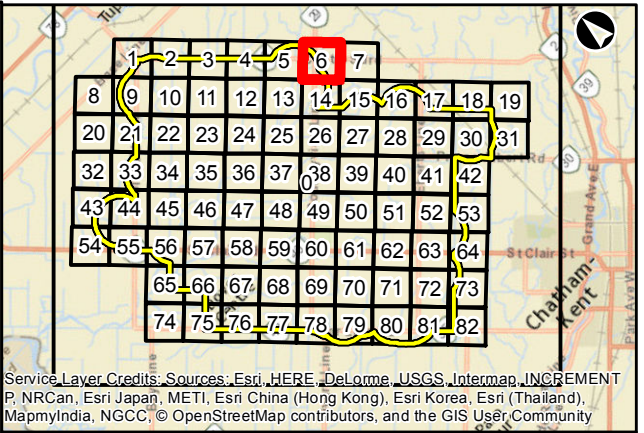 1 2 3 4 5 6 7
8 9 10 11 12 13 14 15 16 17 18 19
20 21 22 23 24 25 26 27 28 29 30 31
32 33 34 35 36 37 38 39 40 41 42
0
43 44 45 46 47 48 49 50 51 52 53
54 55 56 57 58 59 60 61 62 63 64
65 66 67 68 69 70 71 72 73
74 75 76 77 78 79 80 81 82
39
Grand Ave E
St Clair St
Chatham-
Kent
Park Ave W
Service Layer Credits: Sources: Esri, HERE, DeLorme, USGS, Intermap, INCREMENT
P, NRCan, Esri Japan, METI, Esri China (Hong Kong), Esri Korea, Esri (Thailand),
MapmyIndia, NGCC, © OpenStreetMap contributors, and the GIS User Community